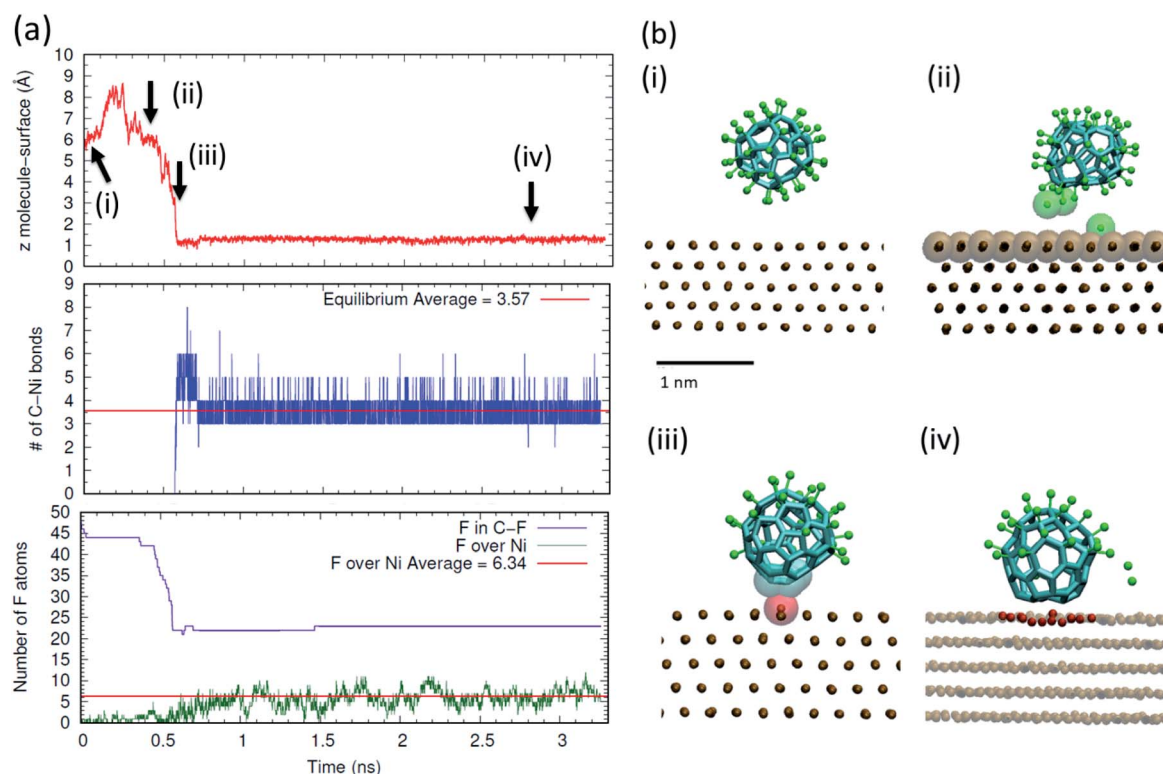 (a)
10
9
8
7
6
5
4
3
2
1
0
z molecule−surface (Å)
(i)
(ii)
(iii)
(iv)
9
8
7
6
5
4
3
2
1
0
# of C−Ni bonds
Equilibrium Average = 3.57
50
45
40
35
30
25
20
15
10
5
0
Number of F atoms
F in C−F
F over Ni
F over Ni Average = 6.34
0 0.5 1 1.5 2 2.5 3
Time (ns)
(b)
(i)
(ii)
1 nm
(iii)
(iv)